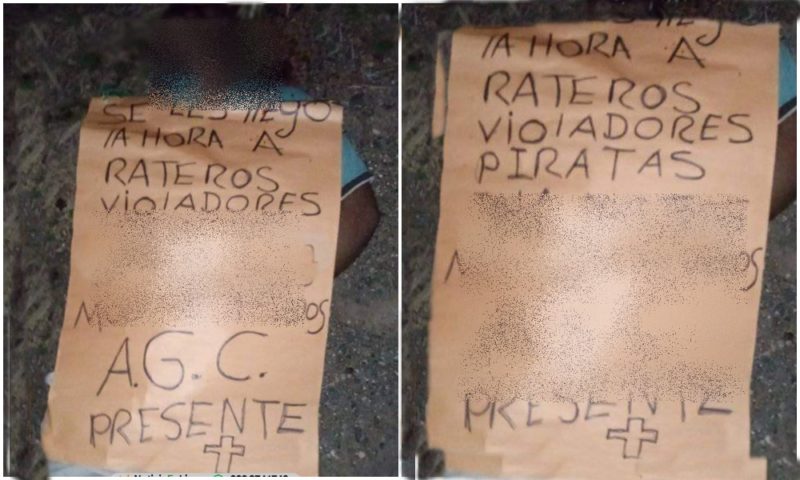 SE LES llEgO
lA HORA A
RATEROS
VIOlADORES
A.G.C.
PRESENTE
lA HORA A
RATEROS
VIOlADORES
PIRATAS
PRESENTE